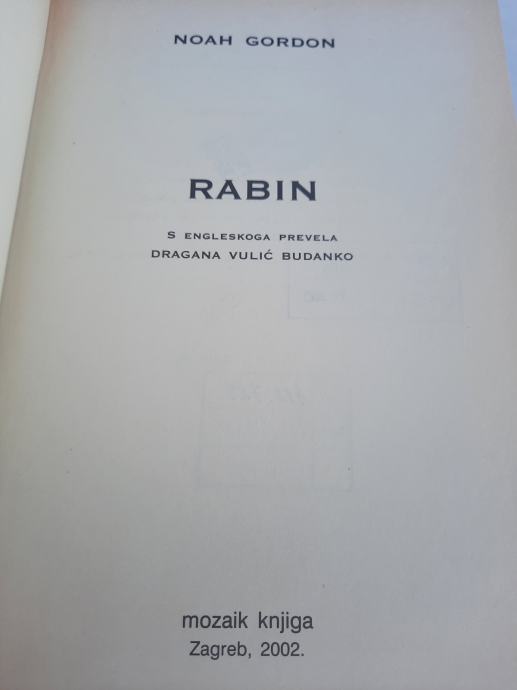 NOAH GORDON
RABIN
S ENGLESKOGA PREVELA
DRAGANA VULIĆ BUDANKO
mozaik knjiga
Zagreb, 2002.